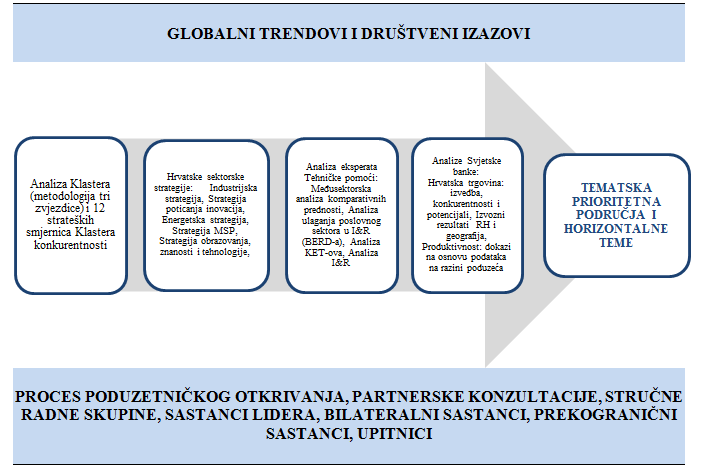 GLOBALNI TRENDOVI I DRUŠTVENI IZAZOVI
Analiza Klastera
(metodologija tri
zvjezdice) i 12
strateških
smjernica Klastera
konkurentnosti
Hrvatske sektorske
strategije: Industrijska
strategija, Strategija
poticanja inovacija,
Energetska strategija,
Strategija MSP,
Strategija obrazovanja,
znanosti i tehnologije,
Analiza eksperata
Tehničke pomoći:
Međusektorska
analiza komparativnih
prednosti, Analiza
ulaganja poslovnog
sektora u I&R
(BERD-a), Analiza
KET-ova, Analiza
I&R
Analize Svjetske
banke:
Hrvatska trgovina:
izvedba,
konkurentnosti i
potencijali, Izvozni
rezultati RH i
geografija,
Produktivnost: dokazi
na osnovu podataka
na razini poduzeća
TEMATSKA
PRIORITETNA
PODRUČJA I
HORIZONTALNE
TEME
PROCES PODUZETNIČKOG OTKRIVANJA, PARTNERSKE KONZULTACIJE, STRUČNE
RADNE SKUPINE, SASTANCI LIDERA, BILATERALNI SASTANCI, PREKOGRANIČNI
SASTANCI, UPITNICI